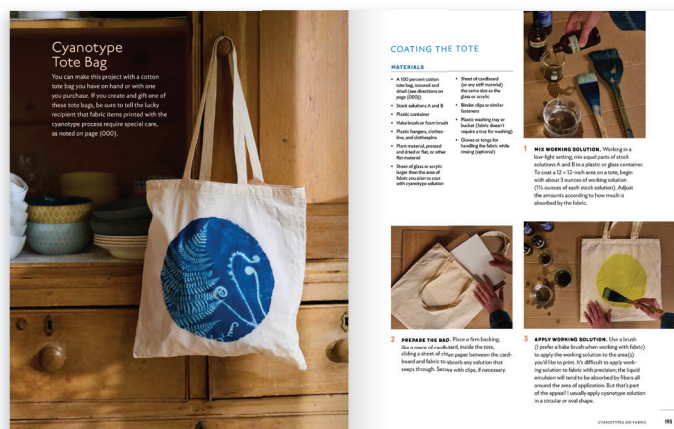 Cyanotype
Tote Bag
You can make this project with a cotton
tote bag you have on hand or with one
you purchase. If you create and gift one of
these tote bags, be sure to tell the lucky
recipient that fabric items printed with the
cyanotype process require special care,
as noted on page [000].
COATING THE TOTE
MATERIALS
• A 100 percent cotton
tote bag, scoured and
dried (see directions on
page [000])
• Stock solutions A and B
• Plastic container
• Hake brush or foam brush
• Plastic hangers, clothes-
line, and clothespins
• Plant material, pressed
and dried or flat, or other
flat material
• Sheet of glass or acrylic
larger than the area of
fabric you plan to coat
with cyanotype solution
• Sheet of cardboard
(or any stiff material)
the same size as the
glass or acrylic
• Binder clips or similar
fasteners
• Plastic washing tray or
bucket (fabric doesn't
require a tray for washing)
• Gloves or tongs for
handling the fabric while
rinsing (optional)
1 MIX WORKING SOLUTION. Working in a
low-light setting, mix equal parts of stock
solutions A and B in a plastic or glass container.
To coat a 12 × 12-inch area on a tote, begin
with about 3 ounces of working solution
(1½ ounces of each stock solution). Adjust
the amounts according to how much is
absorbed by the fabric.
2 PREPARE THE BAG. Place a firm backing,
like a piece of cardboard, inside the tote,
sliding a sheet of clean paper between the card-
board and fabric to absorb any solution that
seeps through. Secure with clips, if necessary.
3 APPLY WORKING SOLUTION. Use a brush
(I prefer a hake brush when working with fabric)
to apply the working solution to the area(s)
you'd like to print. It's difficult to apply work-
ing solution to fabric with precision; the liquid
emulsion will tend to be absorbed by fibers all
around the area of application. But that's part
of the appeal! I usually apply cyanotype solution
in a circular or oval shape.
CYANOTYPES ON FABRIC 195